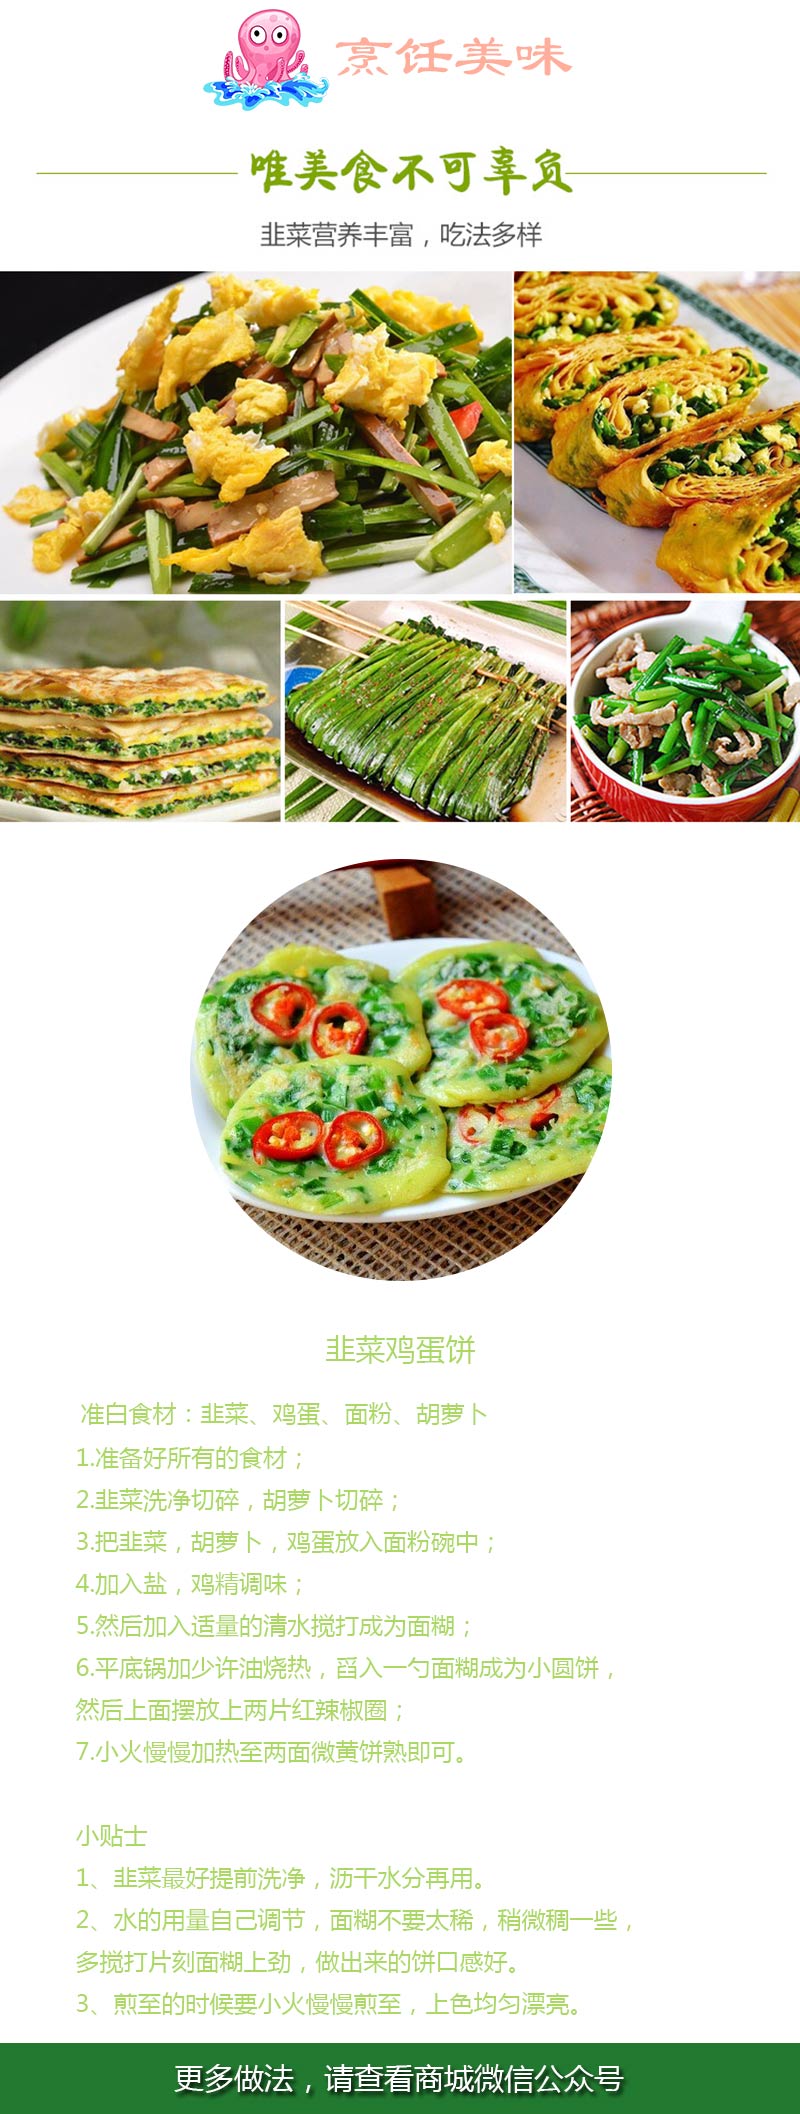 烹饪美味
唯美食不可辜负
韭菜营养丰富，吃法多样
韭菜鸡蛋饼
准白食材：韭菜、鸡蛋、面粉、胡萝卜
1.准备好所有的食材；
2.韭菜洗净切碎，胡萝卜切碎；
3.把韭菜，胡萝卜，鸡蛋放入面粉碗中；
4.加入盐，鸡精调味；
5.然后加入适量的清水搅打成为面糊；
6.平底锅加少许油烧热，舀入一勺面糊成为小圆饼，
然后上面摆放上两片红辣椒圈；
7.小火慢慢加热至两面微黄饼熟即可。
小贴士
1、韭菜最好提前洗净，沥干水分再用。
2、水的用量自己调节，面糊不要太稀，稍微稠一些，
多搅打片刻面糊上劲，做出来的饼口感好。
3、煎至的时候要小火慢慢煎至，上色均匀漂亮。
更多做法，请查看商城微信公众号